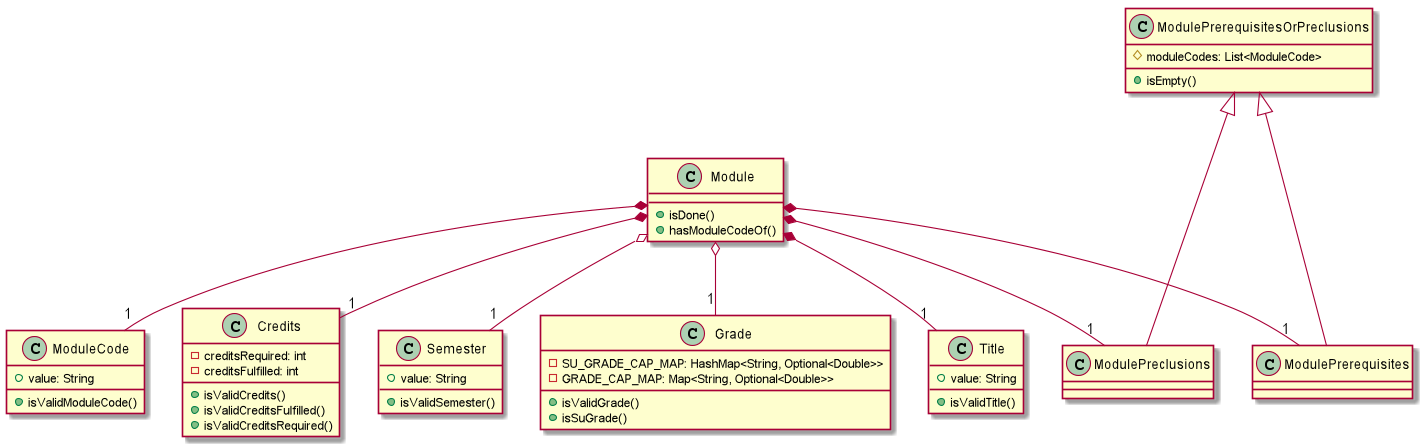 C ModulePrerequisitesOrPreclusions
moduleCodes: List<ModuleCode>
isEmpty()
C Module
isDone()
hasModuleCodeOf()
1
1
1
1
1
1
1
C ModuleCode
value: String
isValidModuleCode()
C Credits
creditsRequired: int
creditsFulfilled: int
isValidCredits()
isValidCreditsFulfilled()
isValidCreditsRequired()
C Semester
value: String
isValidSemester()
C Grade
SU_GRADE_CAP_MAP: HashMap<String, Optional<Double>>
GRADE_CAP_MAP: Map<String, Optional<Double>>
isValidGrade()
isSuGrade()
C Title
value: String
isValidTitle()
C ModulePreclusions
C ModulePrerequisites